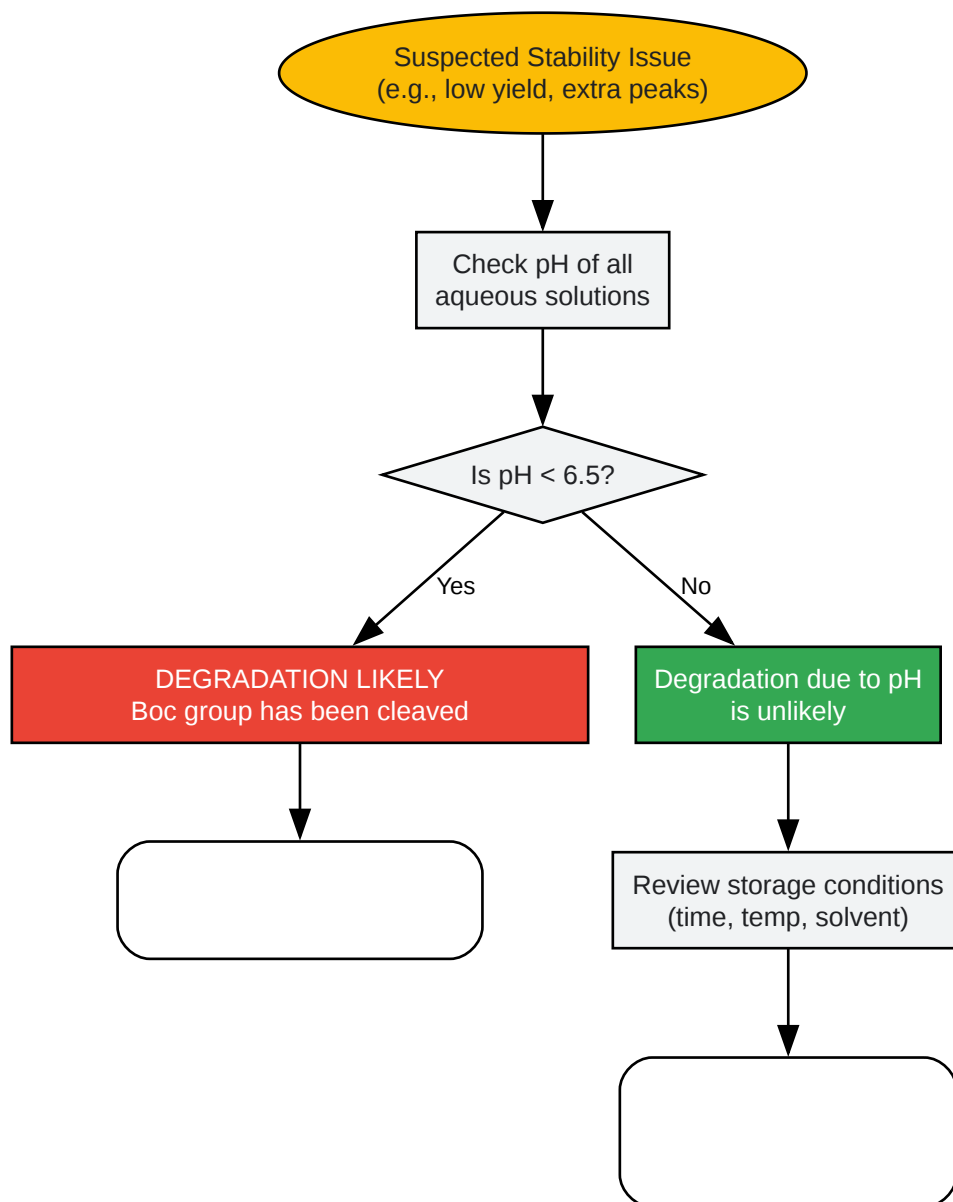 Suspected Stability Issue
(e.g., low yield, extra peaks)
Check pH of all
aqueous solutions
Is pH < 6.5?
Yes
No
DEGRADATION LIKELY
Boc group has been cleaved
Degradation due to pH
is unlikely
Review storage conditions
(time, temp, solvent)